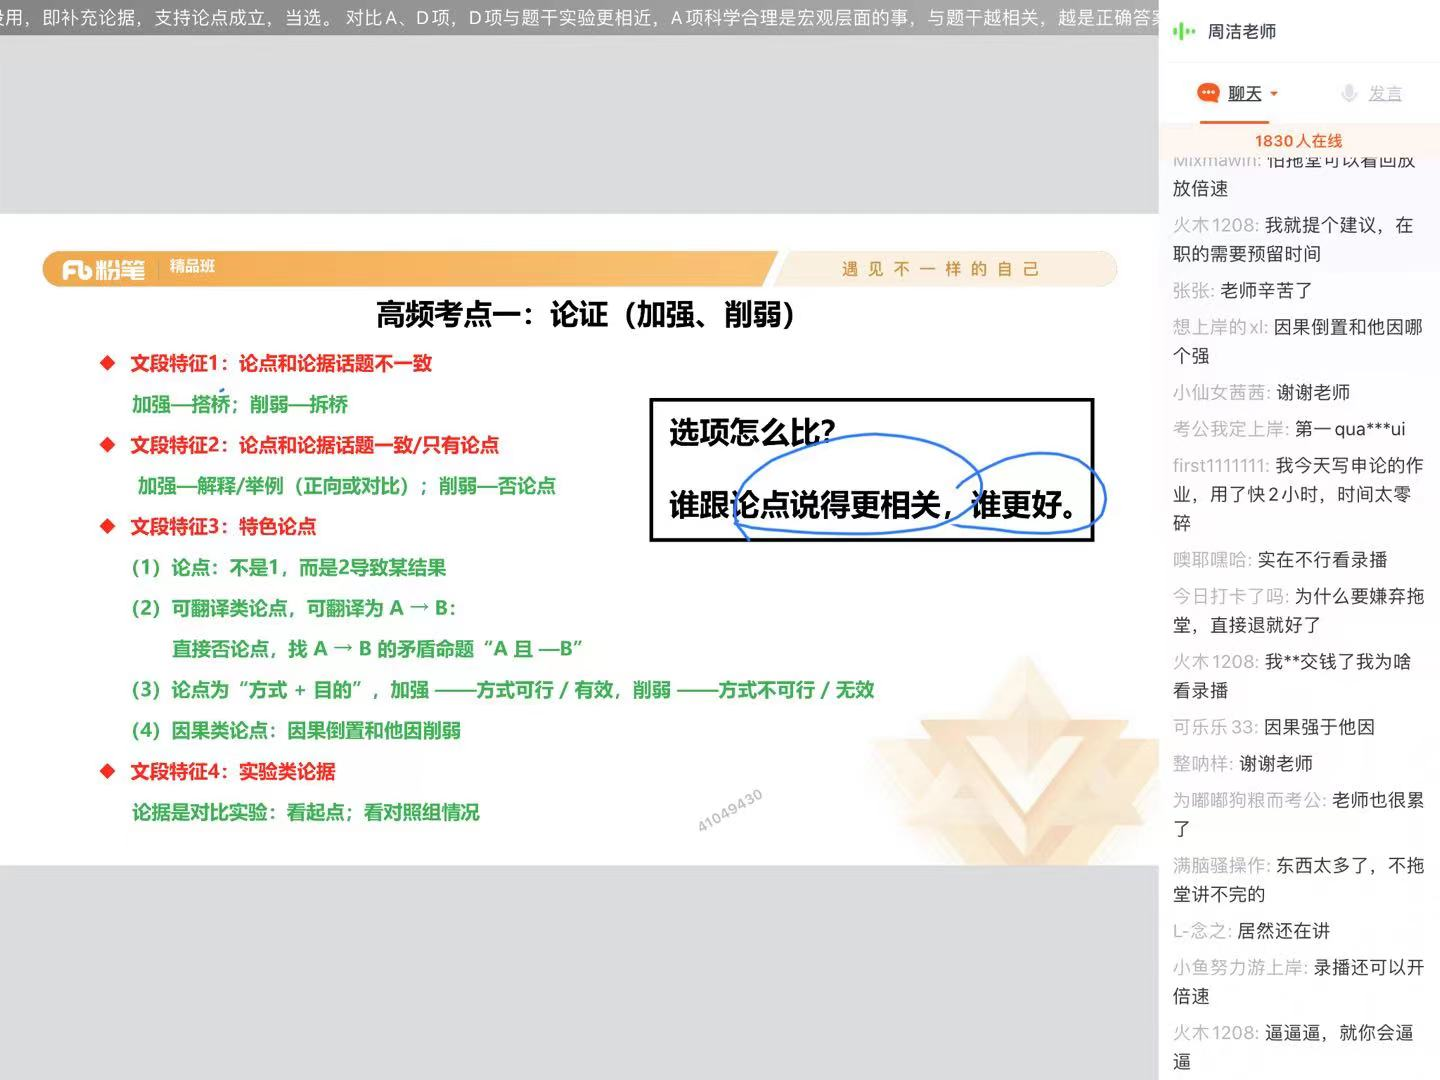 没用，即补充论据，支持论点成立，当选。 对比A、D项，D项与题干实验更相近，A项科学合理是宏观层面的事，与题干越相关，越是正确答案
粉笔 精品班
遇见不一样的自己
高频考点一：论证（加强、削弱）
文段特征1：论点和论据话题不一致
加强—搭桥；削弱—拆桥
文段特征2：论点和论据话题一致/只有论点
加强—解释/举例（正向或对比）；削弱—否论点
文段特征3：特色论点
（1）论点：不是1，而是2导致某结果
（2）可翻译类论点，可翻译为 A → B：
直接否论点，找 A → B 的矛盾命题“A 且 —B”
（3）论点为“方式 + 目的”，加强 ——方式可行 / 有效，削弱 ——方式不可行 / 无效
（4）因果类论点：因果倒置和他因削弱
文段特征4：实验类论据
论据是对比实验：看起点；看对照组情况
选项怎么比？
谁跟论点说得更相关，谁更好。
41049430
周洁老师
聊天
发言
1830人在线
Mixmawin: 怕拖堂可以看回放
放倍速
火木1208: 我就提个建议，在
职的需要预留时间
张张: 老师辛苦了
想上岸的xl: 因果倒置和他因哪
个强
小仙女茜茜: 谢谢老师
考公我定上岸: 第一qua***ui
first1111111: 我今天写申论的作
业，用了快2小时，时间太零
碎
噢耶嘿哈: 实在不行看录播
今日打卡了吗: 为什么要嫌弃拖
堂，直接退就好了
火木1208: 我**交钱了我为啥
看录播
可乐乐33: 因果强于他因
整呐样: 谢谢老师
为嘟嘟狗粮而考公: 老师也很累
了
满脑骚操作: 东西太多了，不拖
堂讲不完的
L-念之: 居然还在讲
小鱼努力游上岸: 录播还可以开
倍速
火木1208: 逼逼逼，就你会逼
逼